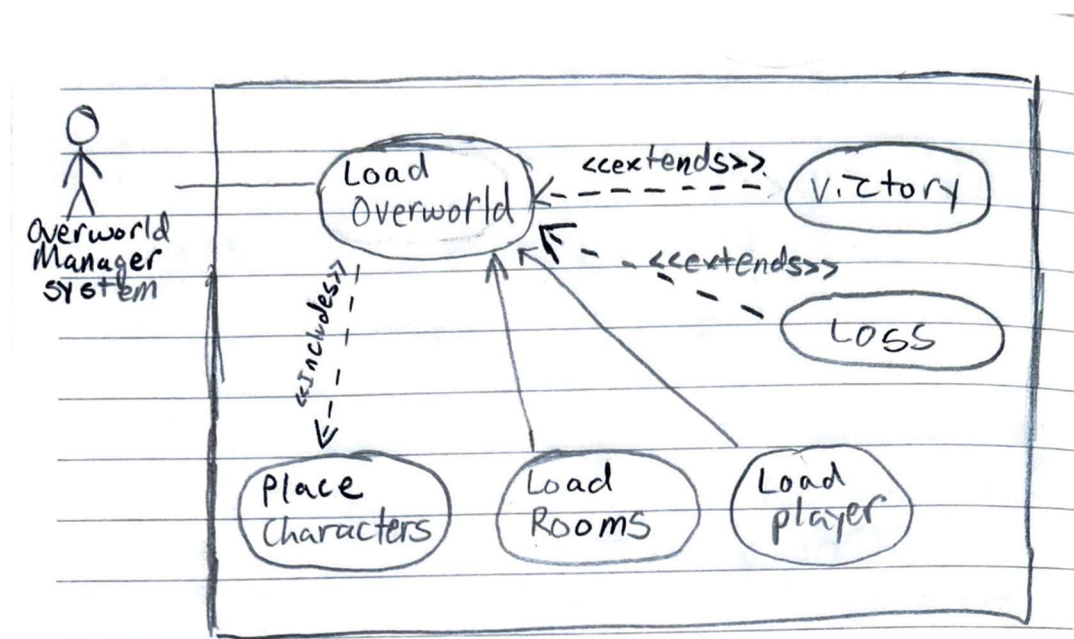 Load
Overworld
<<extends>>
Victory
Overworld
Manager
system
<<extends>>
Loss
<<Includes>>
Place
Characters
Load
Rooms
Load
player